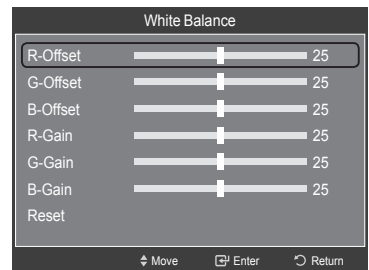 White Balance
R-Offset 25
G-Offset 25
B-Offset 25
R-Gain 25
G-Gain 25
B-Gain 25
Reset
Move Enter Return